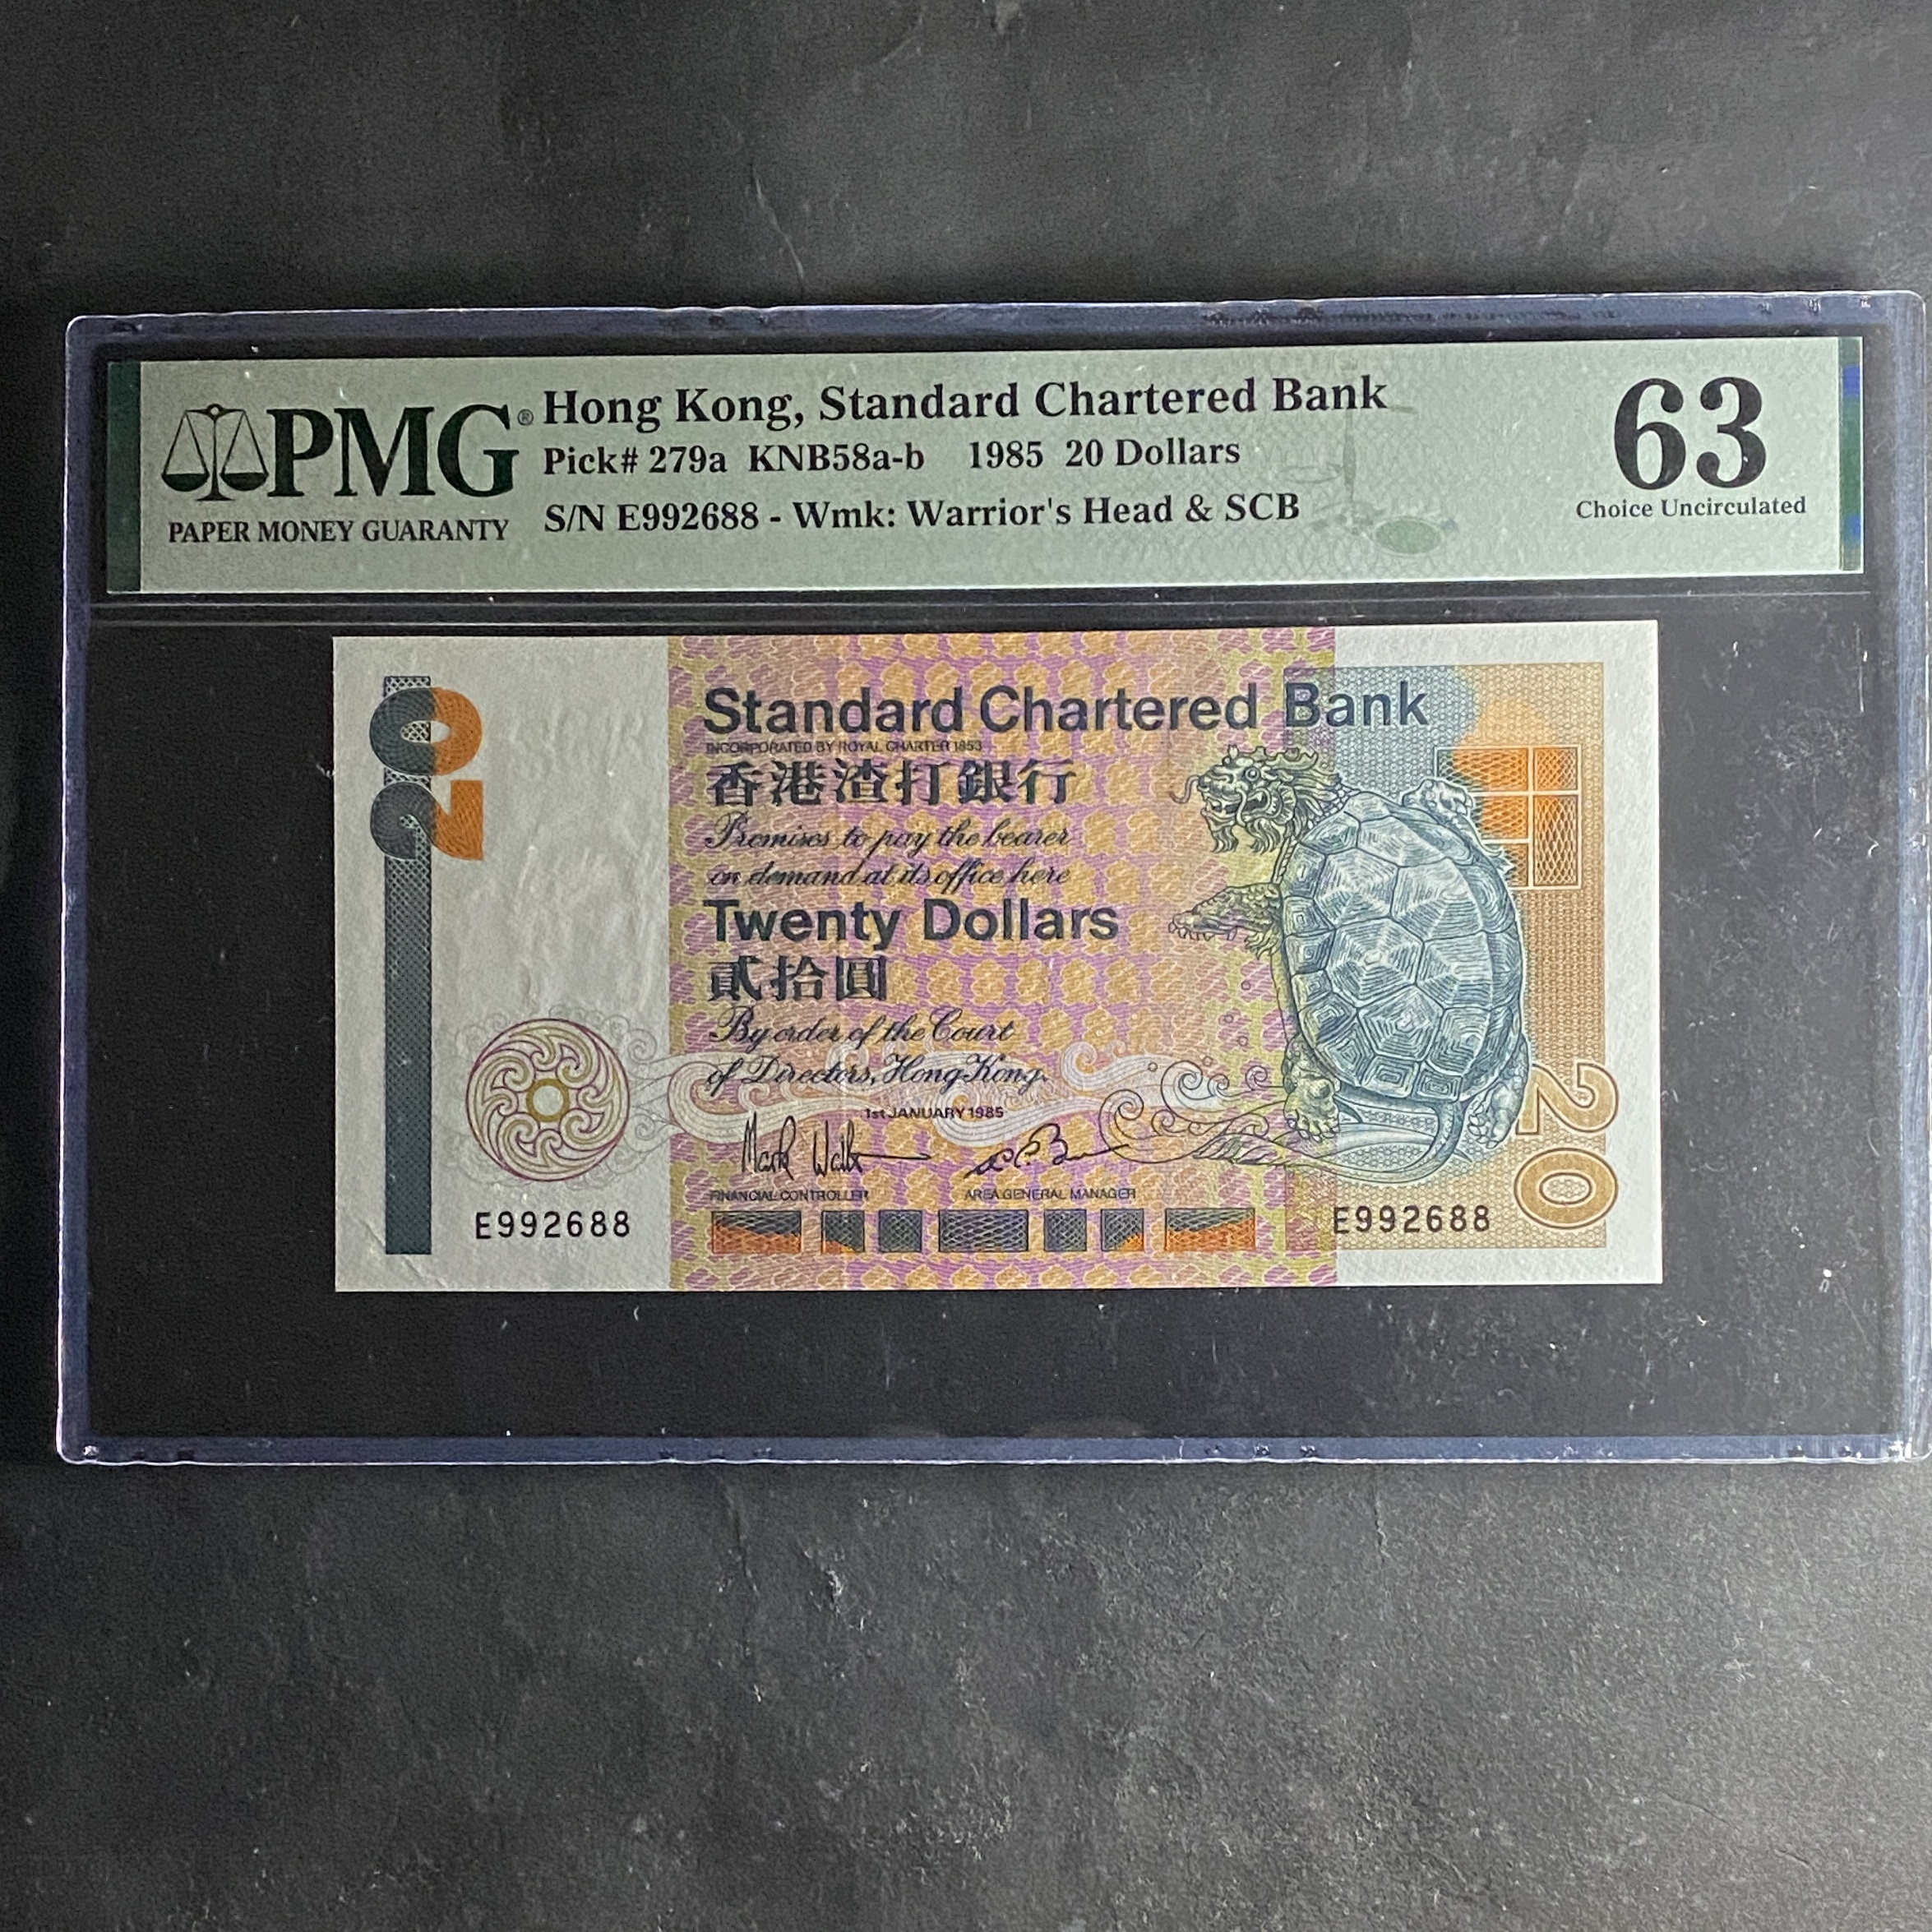 PMG®
PAPER MONEY GUARANTY
Hong Kong, Standard Chartered Bank
Pick# 279a KNB58a-b 1985 20 Dollars
S/N E992688 - Wmk: Warrior's Head & SCB
63
Choice Uncirculated
20
Standard Chartered Bank
INCORPORATED BY ROYAL CHARTER 1853
香港渣打銀行
Promises to pay the bearer
on demand at its office here
Twenty Dollars
貳拾圓
By order of the Court
of Directors, Hong Kong.
1st JANUARY 1985
FINANCIAL CONTROLLER
AREA GENERAL MANAGER
E992688
E992688
20